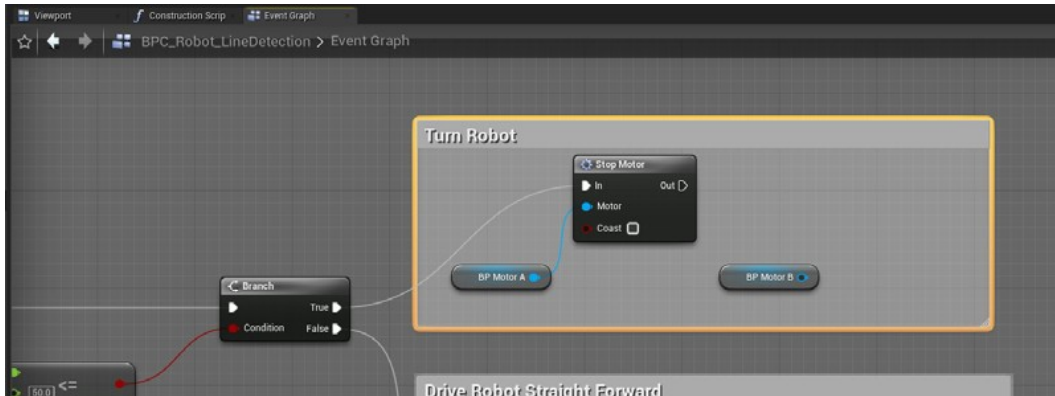 Viewport
Construction Scrip
Event Graph
BPC_Robot_LineDetection > Event Graph
Turn Robot
Stop Motor
In Out
Motor
Coast
BP Motor A
BP Motor B
Branch
True
Condition False
50.0 <=
Drive Robot Straight Forward